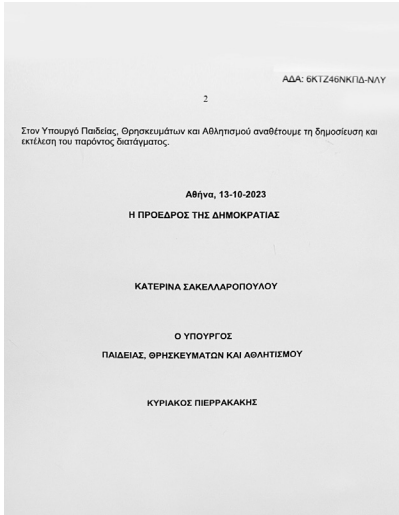 ΑΔΑ: 6ΚΤΖ46ΝΚΠΔ-ΝΛΥ
2
Στον Υπουργό Παιδείας, Θρησκευμάτων και Αθλητισμού αναθέτουμε τη δημοσίευση και
εκτέλεση του παρόντος διατάγματος.
Αθήνα, 13-10-2023
Η ΠΡΟΕΔΡΟΣ ΤΗΣ ΔΗΜΟΚΡΑΤΙΑΣ
ΚΑΤΕΡΙΝΑ ΣΑΚΕΛΛΑΡΟΠΟΥΛΟΥ
Ο ΥΠΟΥΡΓΟΣ
ΠΑΙΔΕΙΑΣ, ΘΡΗΣΚΕΥΜΑΤΩΝ ΚΑΙ ΑΘΛΗΤΙΣΜΟΥ
ΚΥΡΙΑΚΟΣ ΠΙΕΡΡΑΚΑΚΗΣ